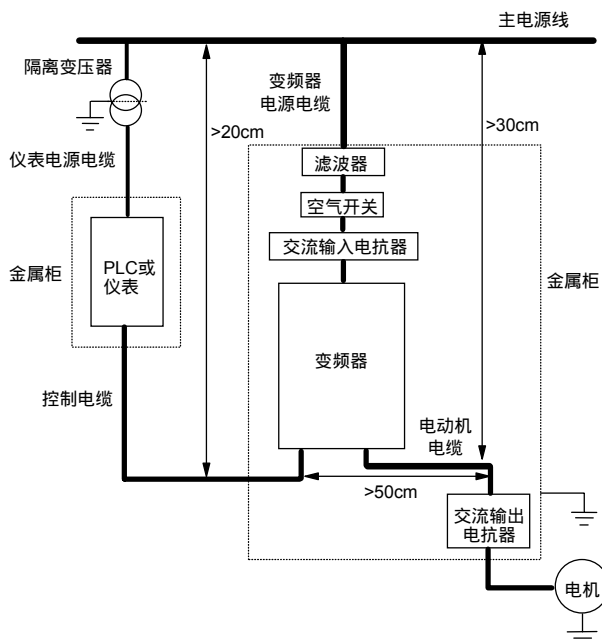 主电源线
隔离变压器
变频器
电源电缆
>20cm
>30cm
仪表电源电缆
滤波器
空气开关
交流输入电抗器
金属柜
PLC或
仪表
金属柜
变频器
控制电缆
电动机
电缆
>50cm
交流输出
电抗器
电机